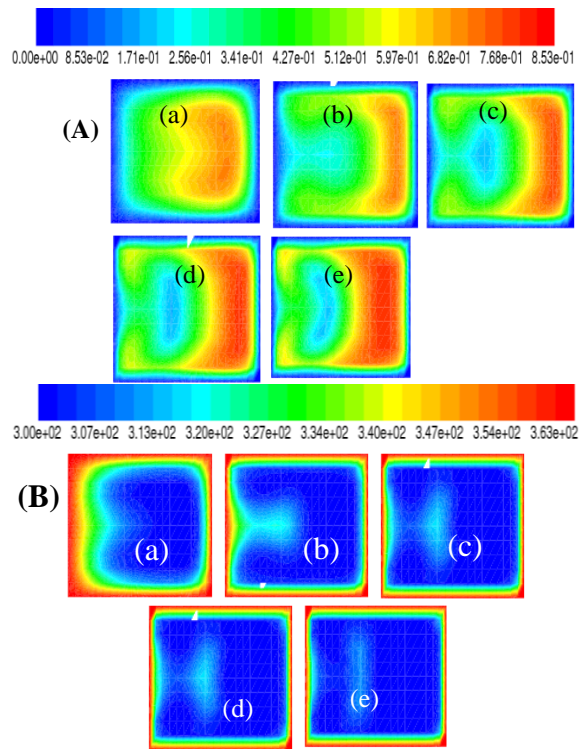 0.00e+00 8.53e-02 1.71e-01 2.56e-01 3.41e-01 4.27e-01 5.12e-01 5.97e-01 6.82e-01 7.68e-01 8.53e-01
(A) (a) (b) (c)
(d) (e)
3.00e+02 3.07e+02 3.13e+02 3.20e+02 3.27e+02 3.34e+02 3.40e+02 3.47e+02 3.54e+02 3.63e+02
(B) (a) (b) (c)
(d) (e)